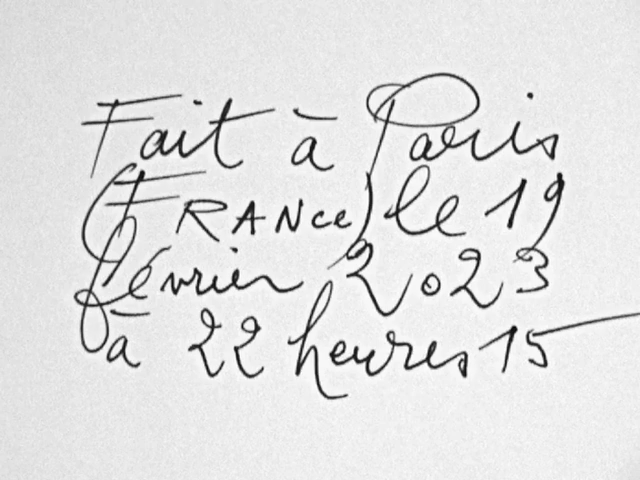 Fait à Paris
(FRANCe) le 19
février 2023
à 22 heures 15